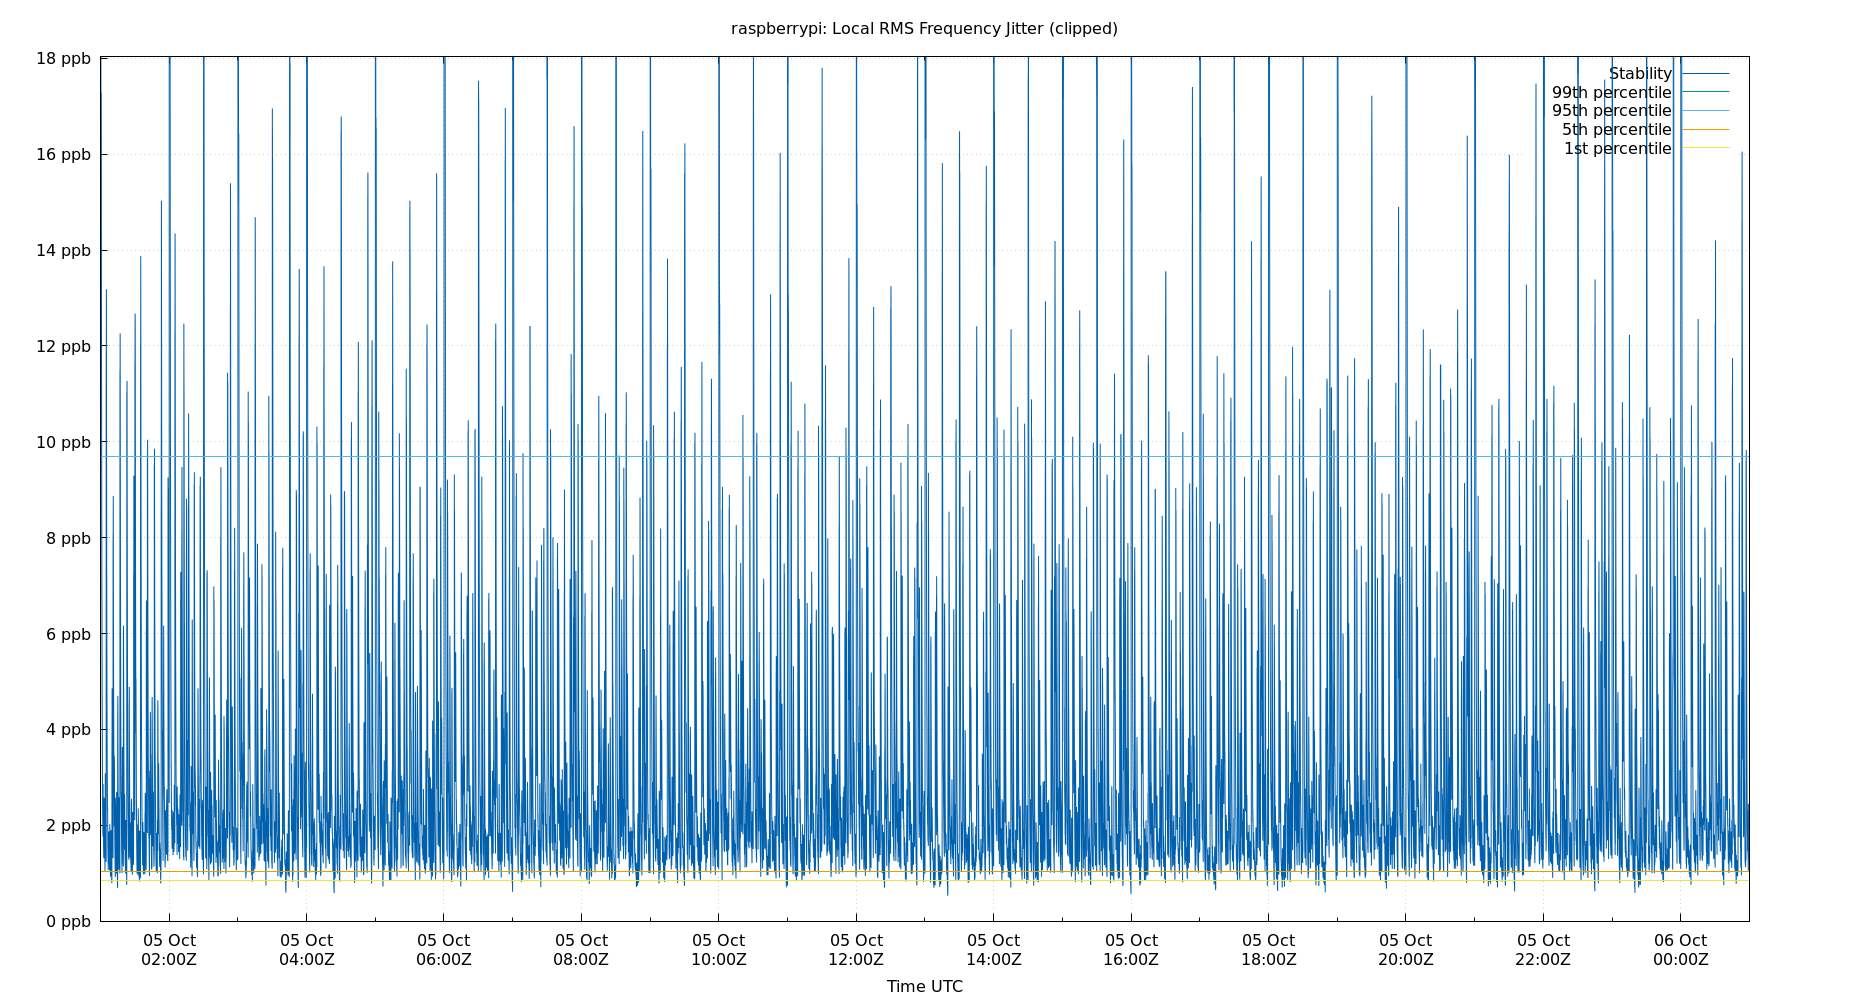 raspberrypi: Local RMS Frequency Jitter (clipped)
18 ppb
16 ppb
14 ppb
12 ppb
10 ppb
8 ppb
6 ppb
4 ppb
2 ppb
0 ppb
Stability
99th percentile
95th percentile
5th percentile
1st percentile
05 Oct 05 Oct 05 Oct 05 Oct 05 Oct 05 Oct 05 Oct 05 Oct 05 Oct 05 Oct 05 Oct 06 Oct
02:00Z 04:00Z 06:00Z 08:00Z 10:00Z 12:00Z 14:00Z 16:00Z 18:00Z 20:00Z 22:00Z 00:00Z
Time UTC